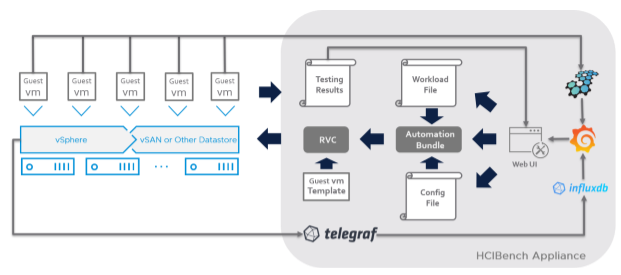 Guest
vm
Guest
vm
Guest
vm
Guest
vm
Guest
vm
Testing
Results
Workload
File
vSphere
vSAN or Other Datastore
RVC
Automation
Bundle
Web UI
Guest vm
Template
Config
File
influxdb
telegraf
HCIBench Appliance